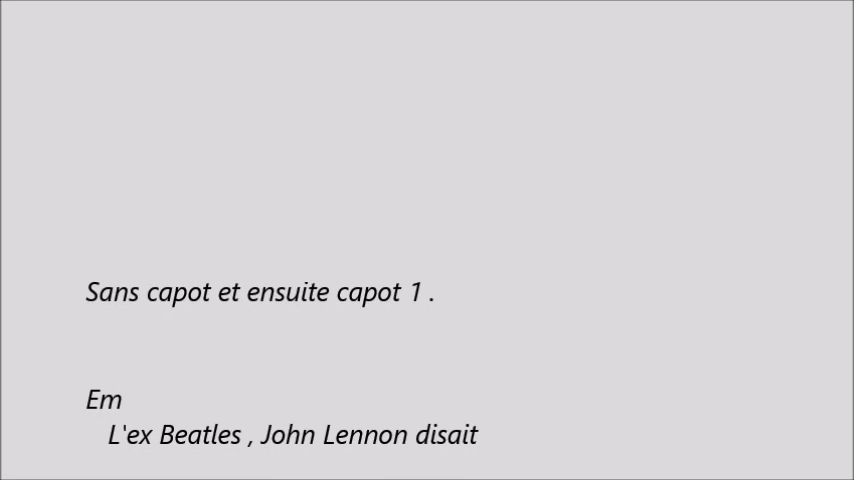 Sans capot et ensuite capot 1 .
Em
L'ex Beatles , John Lennon disait